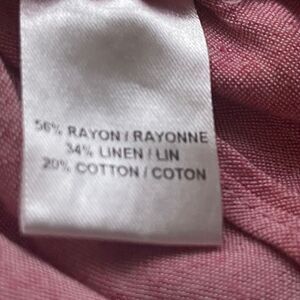 56% RAYON / RAYONNE
34% LINEN / LIN
20% COTTON / COTON